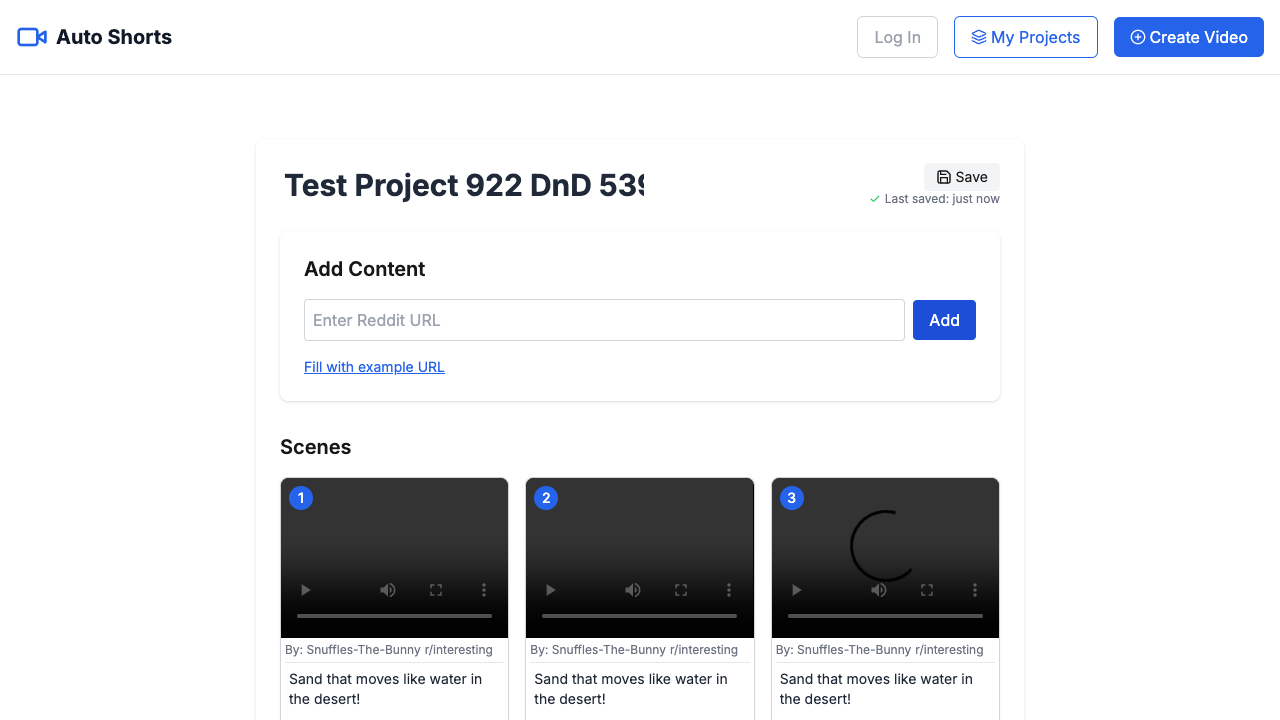 Auto Shorts
Log In
My Projects
Create Video
Test Project 922 DnD 539
Save
Last saved: just now
Add Content
Enter Reddit URL
Add
Fill with example URL
Scenes
1
2
3
By: Snuffles-The-Bunny r/interesting
By: Snuffles-The-Bunny r/interesting
By: Snuffles-The-Bunny r/interesting
Sand that moves like water in
the desert!
Sand that moves like water in
the desert!
Sand that moves like water in
the desert!